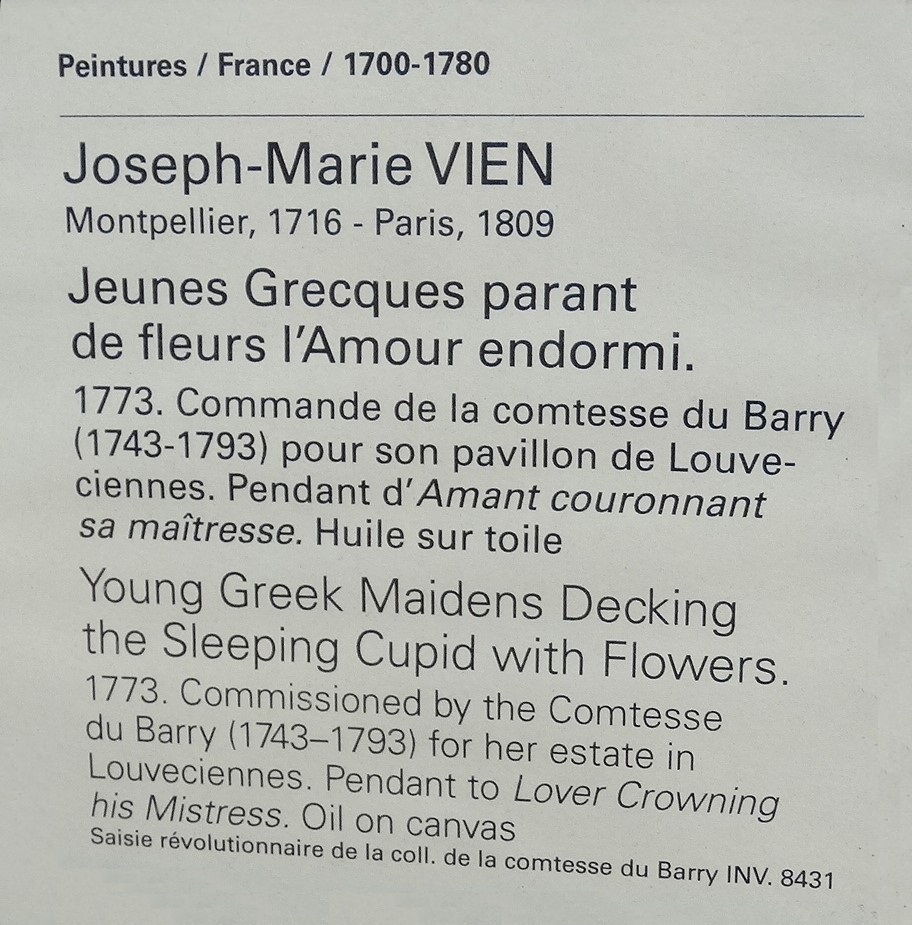 Peintures / France / 1700-1780
Joseph-Marie VIEN
Montpellier, 1716 - Paris, 1809
Jeunes Grecques parant
de fleurs l'Amour endormi.
1773. Commande de la comtesse du Barry
(1743-1793) pour son pavillon de Louve-
ciennes. Pendant d'Amant couronnant
sa maîtresse. Huile sur toile
Young Greek Maidens Decking
the Sleeping Cupid with Flowers.
1773. Commissioned by the Comtesse
du Barry (1743–1793) for her estate in
Louveciennes. Pendant to Lover Crowning
his Mistress. Oil on canvas
Saisie révolutionnaire de la coll. de la comtesse du Barry INV. 8431